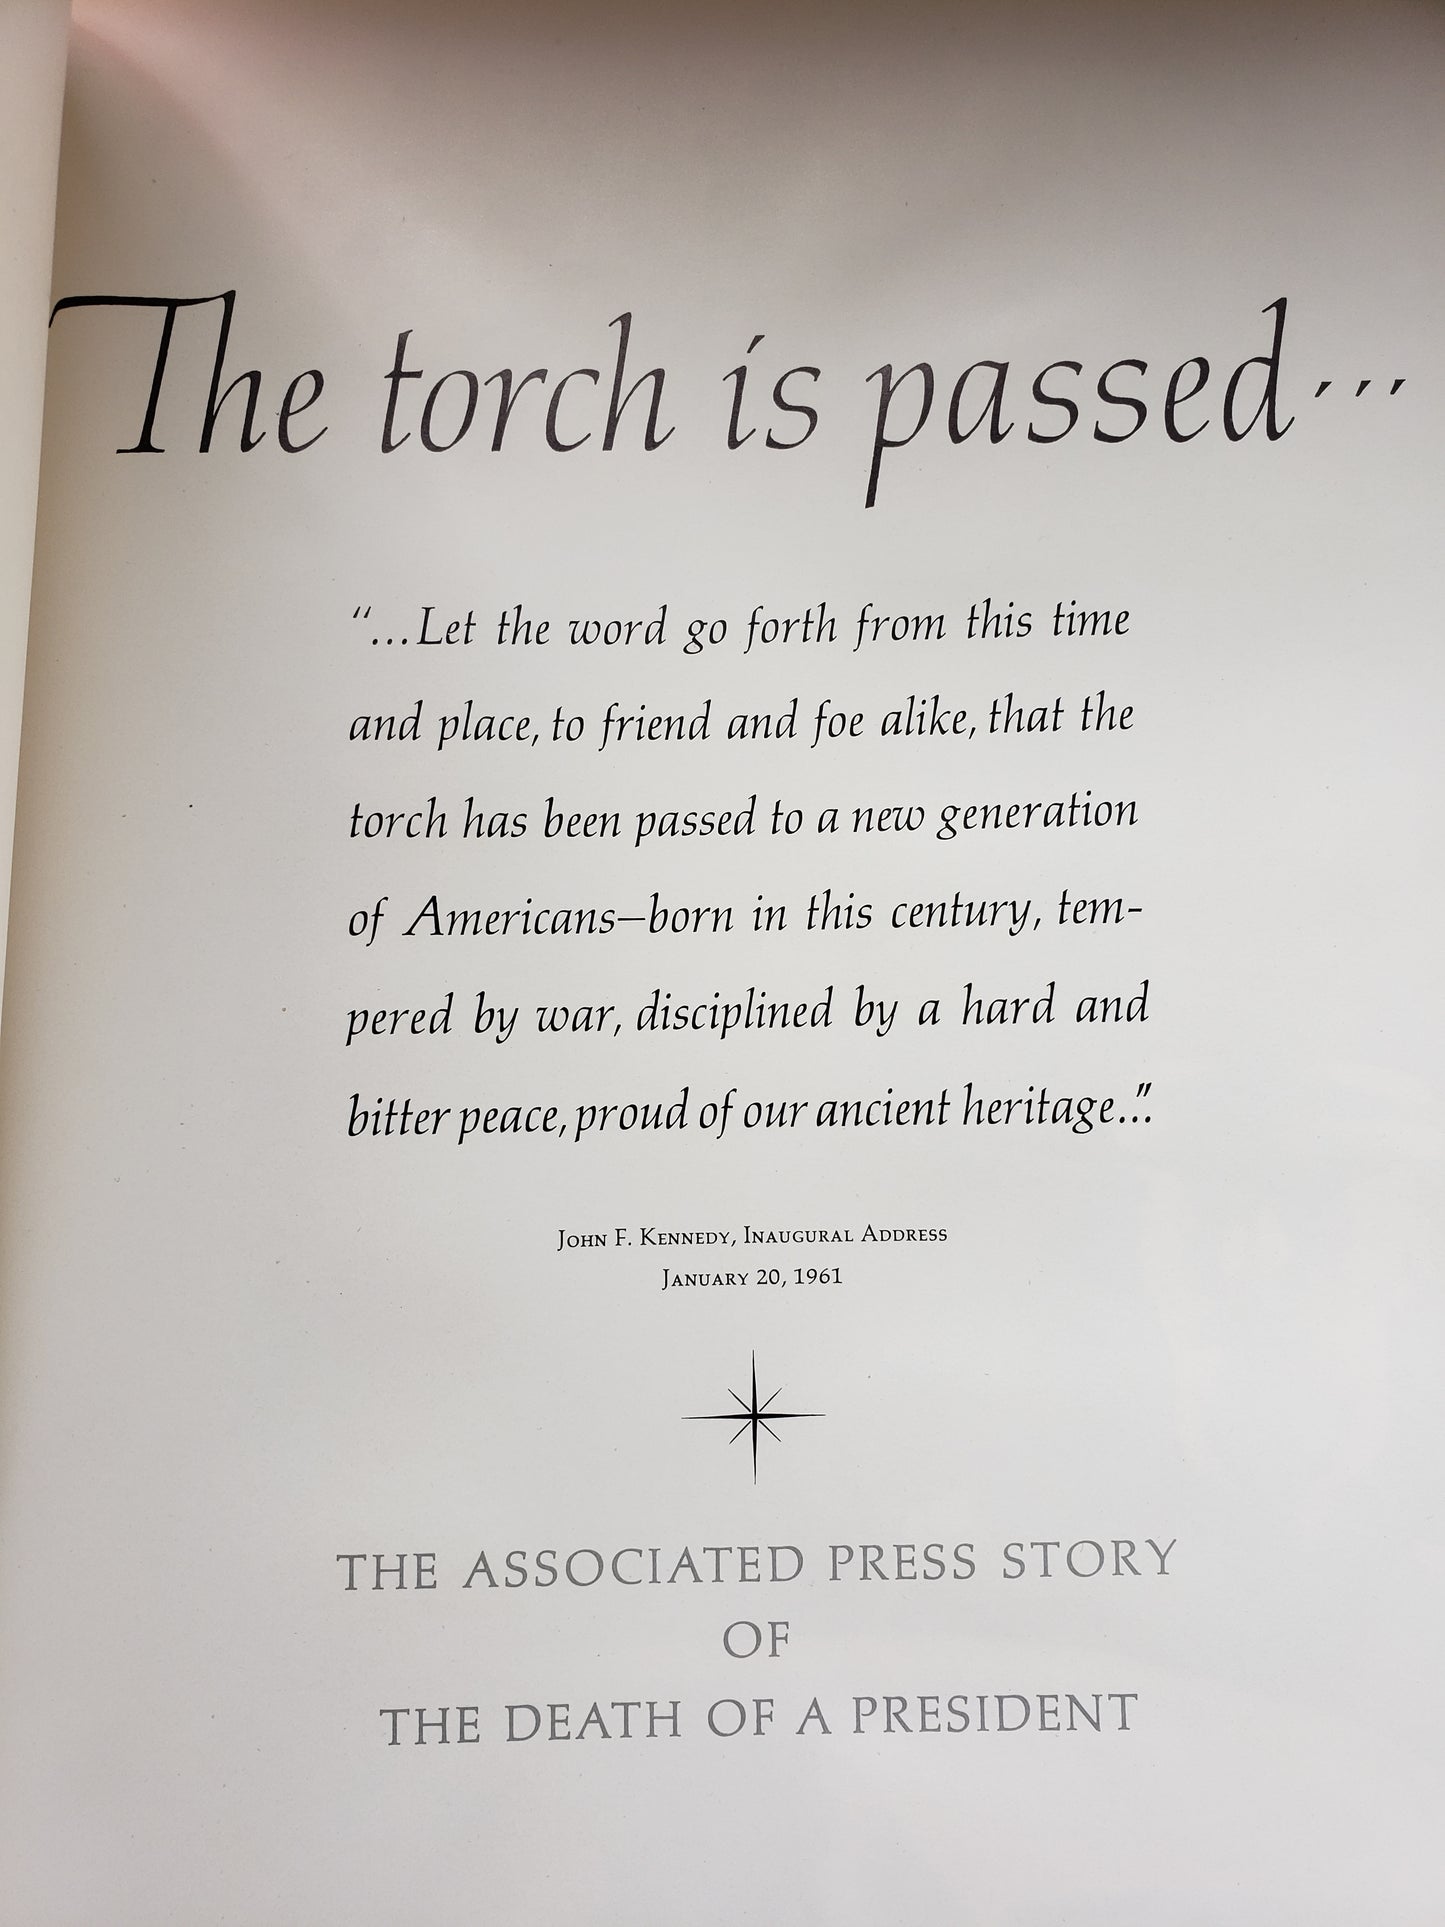 The torch is passed...
“...Let the word go forth from this time
and place, to friend and foe alike, that the
torch has been passed to a new generation
of Americans—born in this century, tem-
pered by war, disciplined by a hard and
bitter peace, proud of our ancient heritage...”
John F. Kennedy, Inaugural Address
January 20, 1961
THE ASSOCIATED PRESS STORY
OF
THE DEATH OF A PRESIDENT